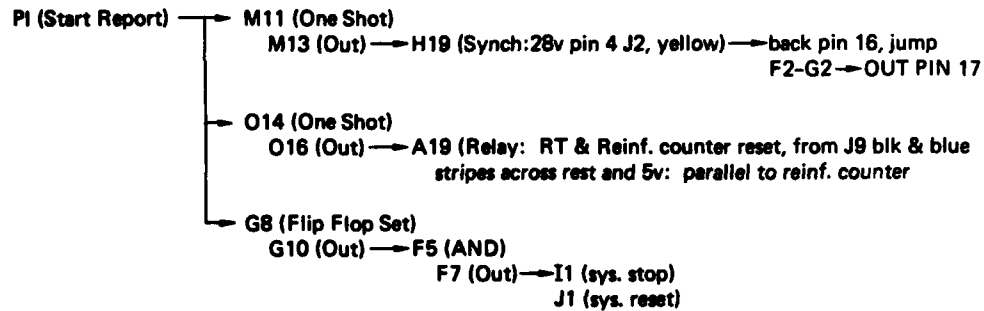 PI (Start Report) → M11 (One Shot)
M13 (Out) → H19 (Synch:28v pin 4 J2, yellow) → back pin 16, jump
F2-G2 → OUT PIN 17
O14 (One Shot)
O16 (Out) → A19 (Relay: RT & Reinf. counter reset, from J9 blk & blue
stripes across rest and 5v: parallel to reinf. counter
G8 (Flip Flop Set)
G10 (Out) → F5 (AND)
F7 (Out) → I1 (sys. stop)
J1 (sys. reset)